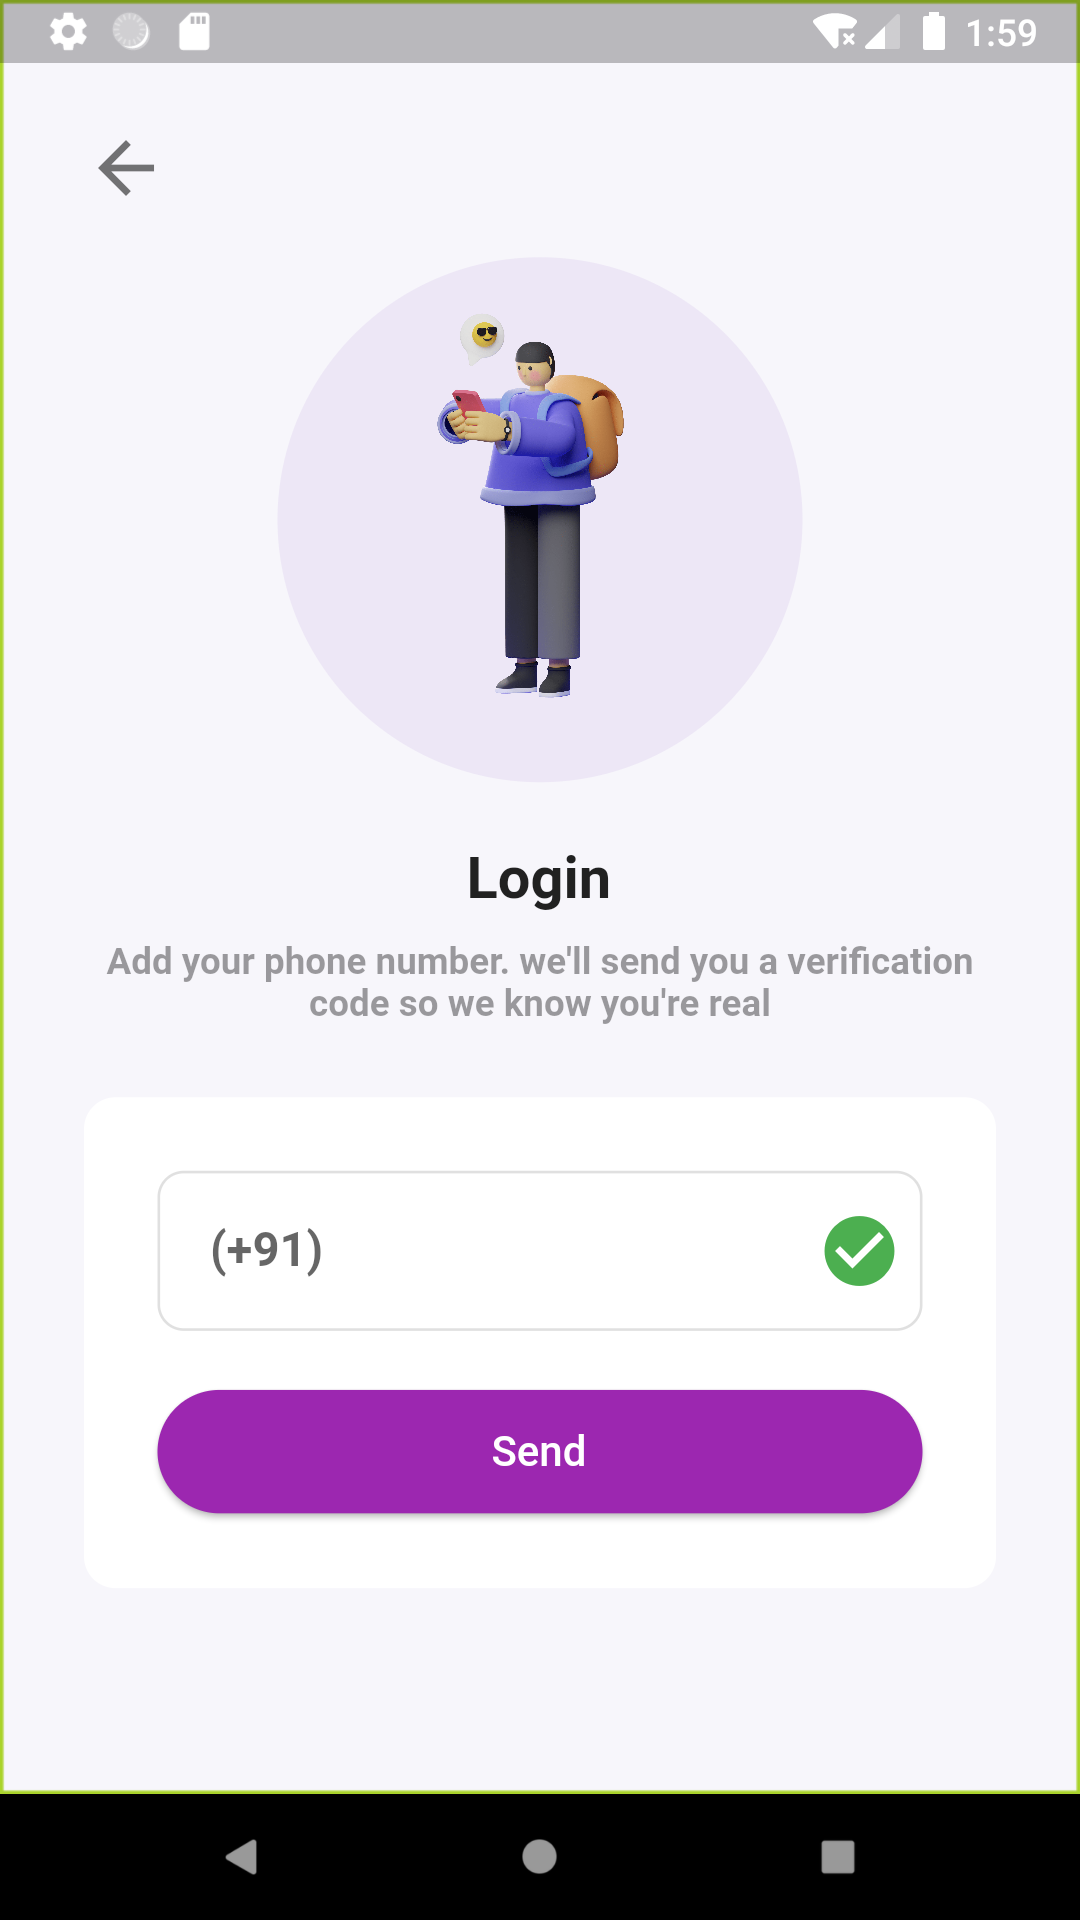 1:59
Login
Add your phone number. we'll send you a verification
code so we know you're real
(+91)
Send